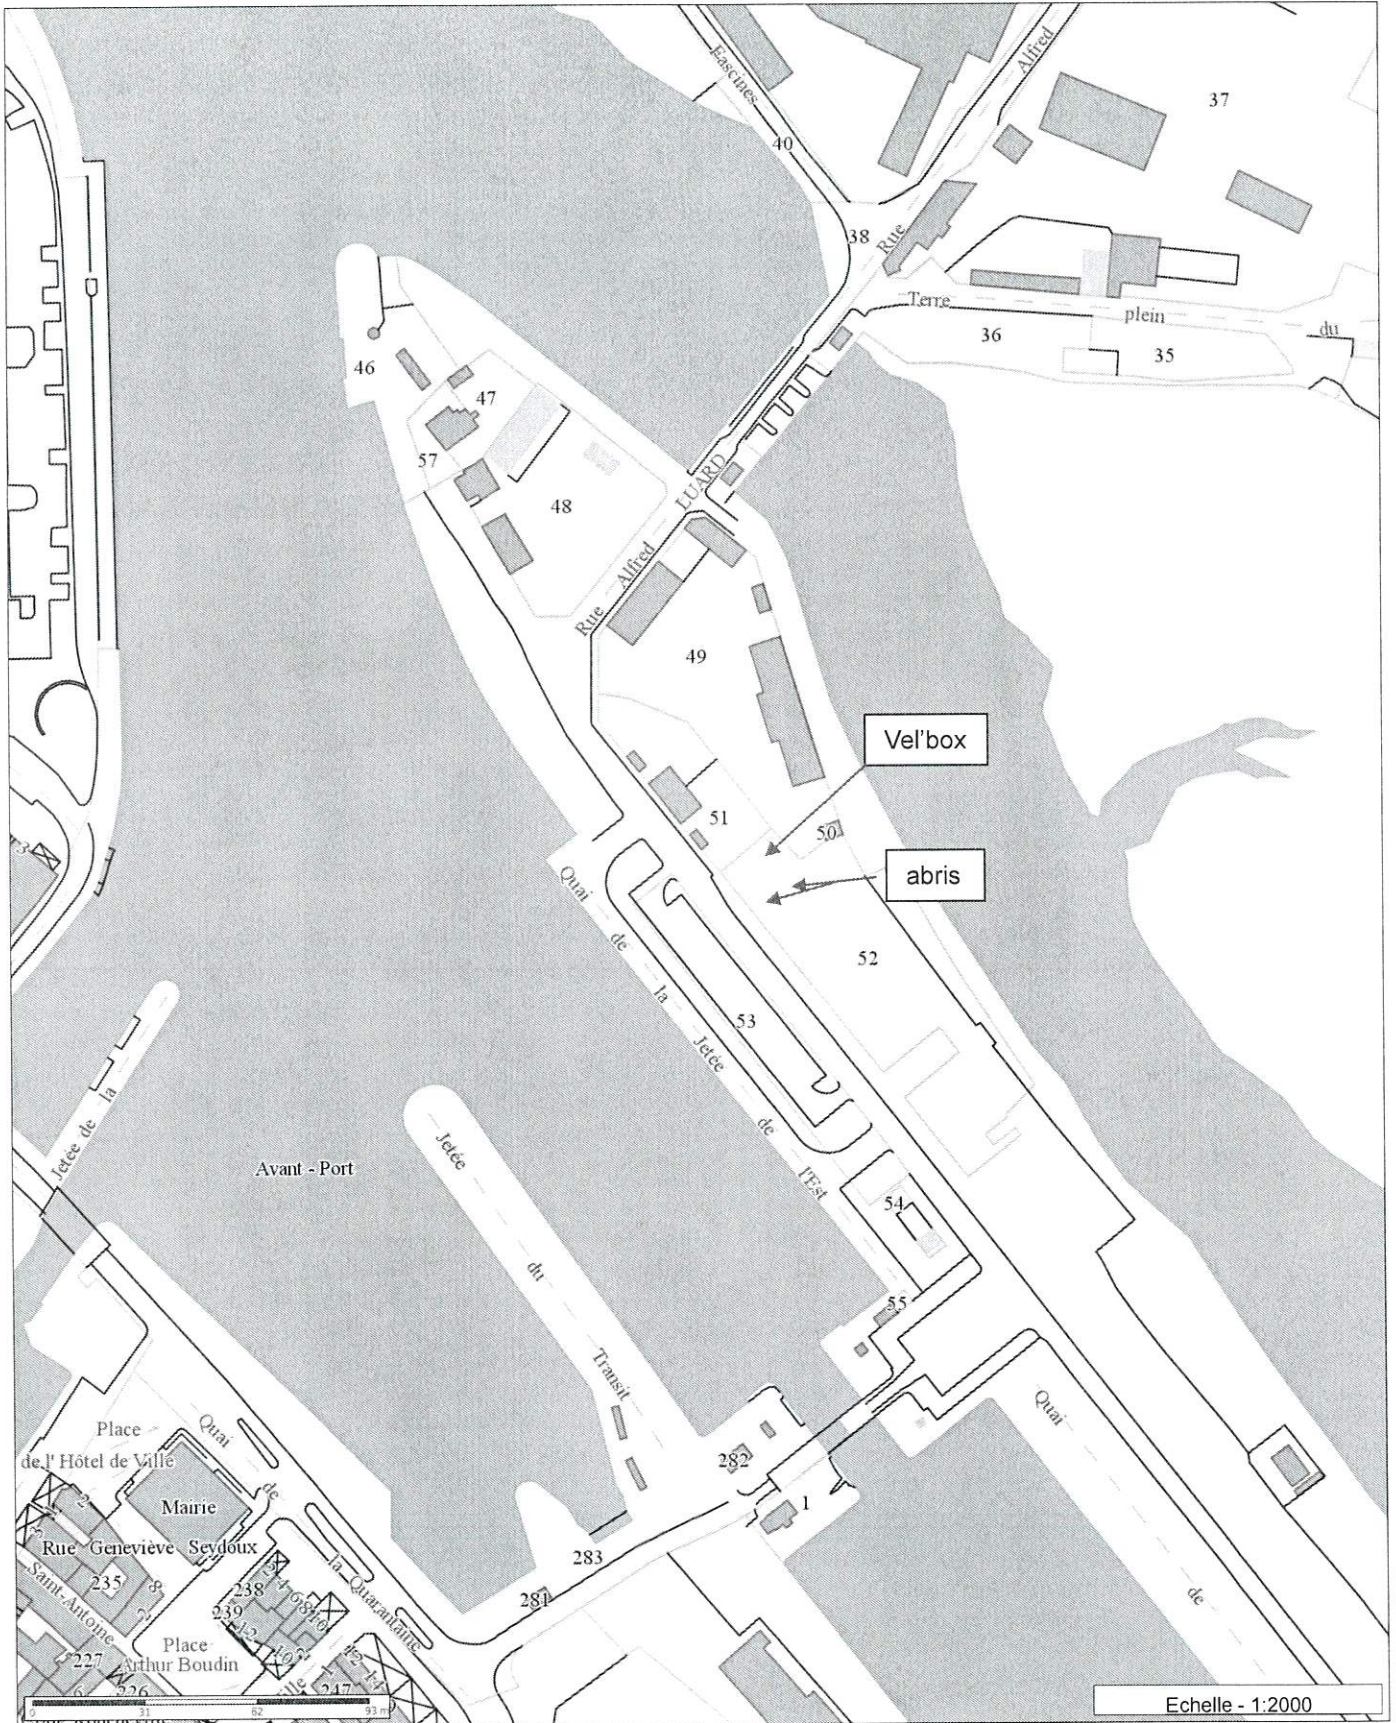 Fascines
Alfred
37
40
38
Rue
Terre
plein
du
36
35
46
47
57
LUARD
48
Alfred
Rue
49
Vel'box
51
50
abris
Quai
de
la
Jetée
de
l'Est
52
53
Jetée de la
Avant - Port
Jetée
du
Transit
54
55
Quai
de
Place
de l'Hôtel de Ville
Quai
de
la Quarantaine
Mairie
282
1
Rue Geneviève Seydoux
283
281
235
238
239
Saint-Antoine
Place
Arthur Boudin
227
226
247
0 31 62 93 m
Echelle - 1:2000